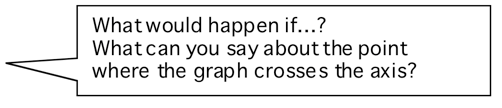 What would happen if...?
What can you say about the point
where the graph crosses the axis?